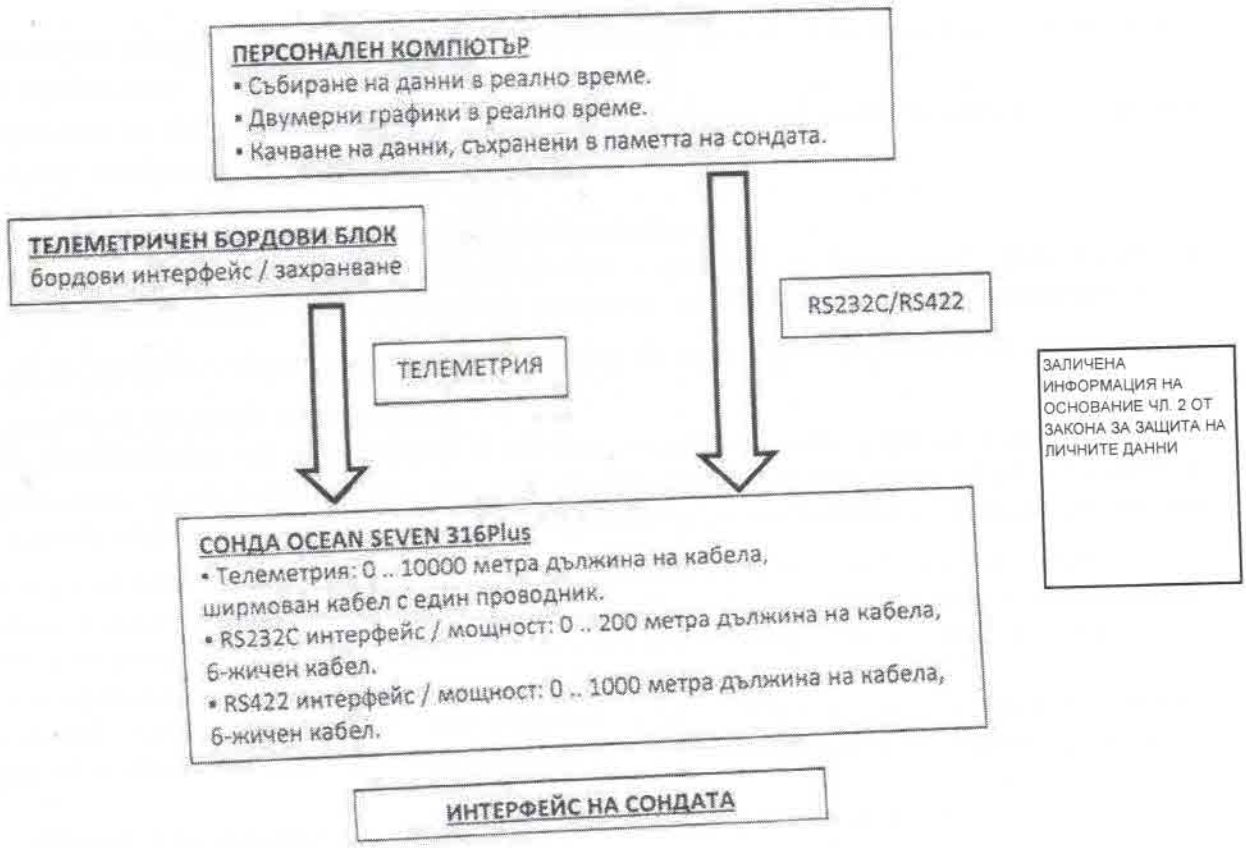 ПЕРСОНАЛЕН КОМПЮТЪР
▪ Събиране на данни в реално време.
▪ Двумерни графики в реално време.
▪ Качване на данни, съхранени в паметта на сондата.
ТЕЛЕМЕТРИЧЕН БОРДОВИ БЛОК
бордови интерфейс / захранване
RS232C/RS422
ТЕЛЕМЕТРИЯ
ЗАЛИЧЕНА
ИНФОРМАЦИЯ НА
ОСНОВАНИЕ ЧЛ. 2 ОТ
ЗАКОНА ЗА ЗАЩИТА НА
ЛИЧНИТЕ ДАННИ
СОНДА OCEAN SEVEN 316Plus
▪ Телеметрия: 0 .. 10000 метра дължина на кабела,
ширмован кабел с един проводник.
▪ RS232C интерфейс / мощност: 0 .. 200 метра дължина на кабела,
6-жичен кабел.
▪ RS422 интерфейс / мощност: 0 .. 1000 метра дължина на кабела,
6-жичен кабел.
ИНТЕРФЕЙС НА СОНДАТА